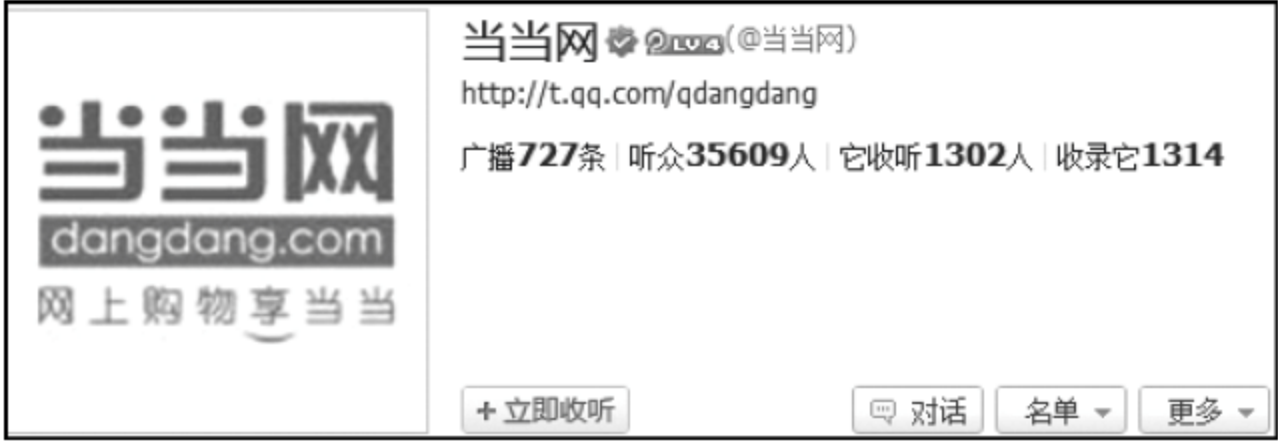 当当网
dangdang.com
网上购物享当当
当当网 LV4 (@当当网)
http://t.qq.com/qdangdang
广播727条 | 听众35609人 | 它收听1302人 | 收录它1314
+ 立即收听
对话
名单
更多